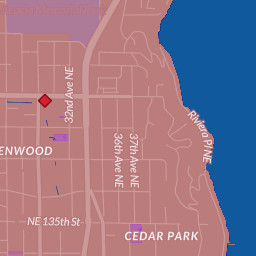 32nd Ave NE
Riviera Pl NE
36th Ave NE
37th Ave NE
ENWOOD
NE 135th St
CEDAR PARK